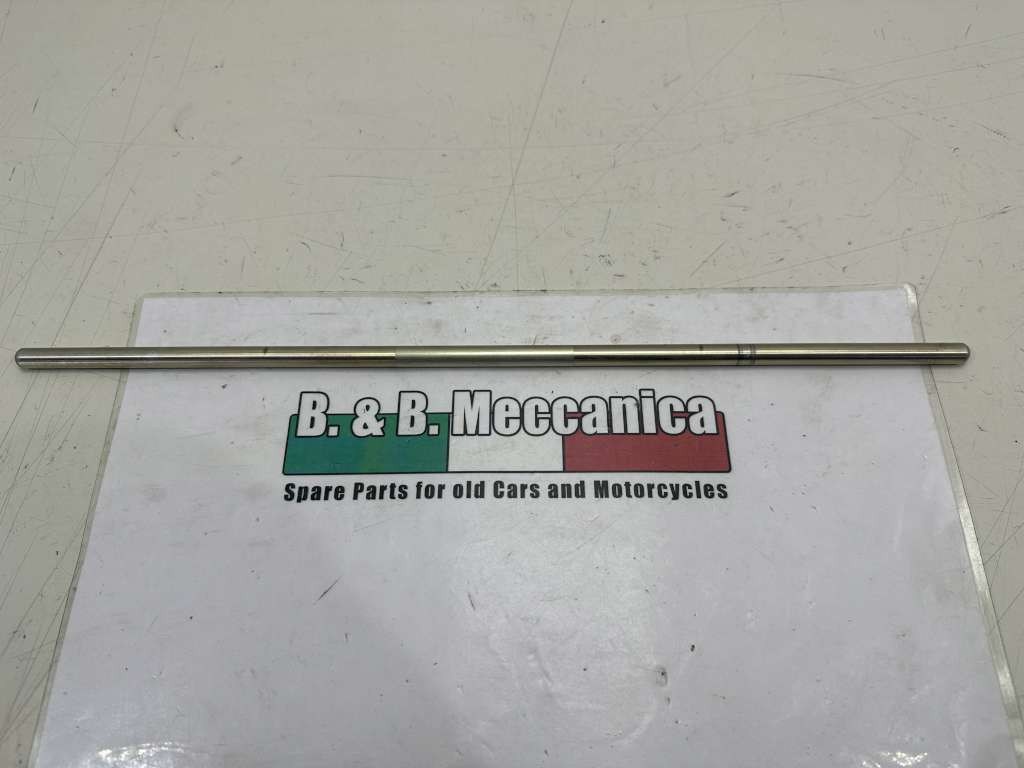 B. & B. Meccanica
Spare Parts for old Cars and Motorcycles